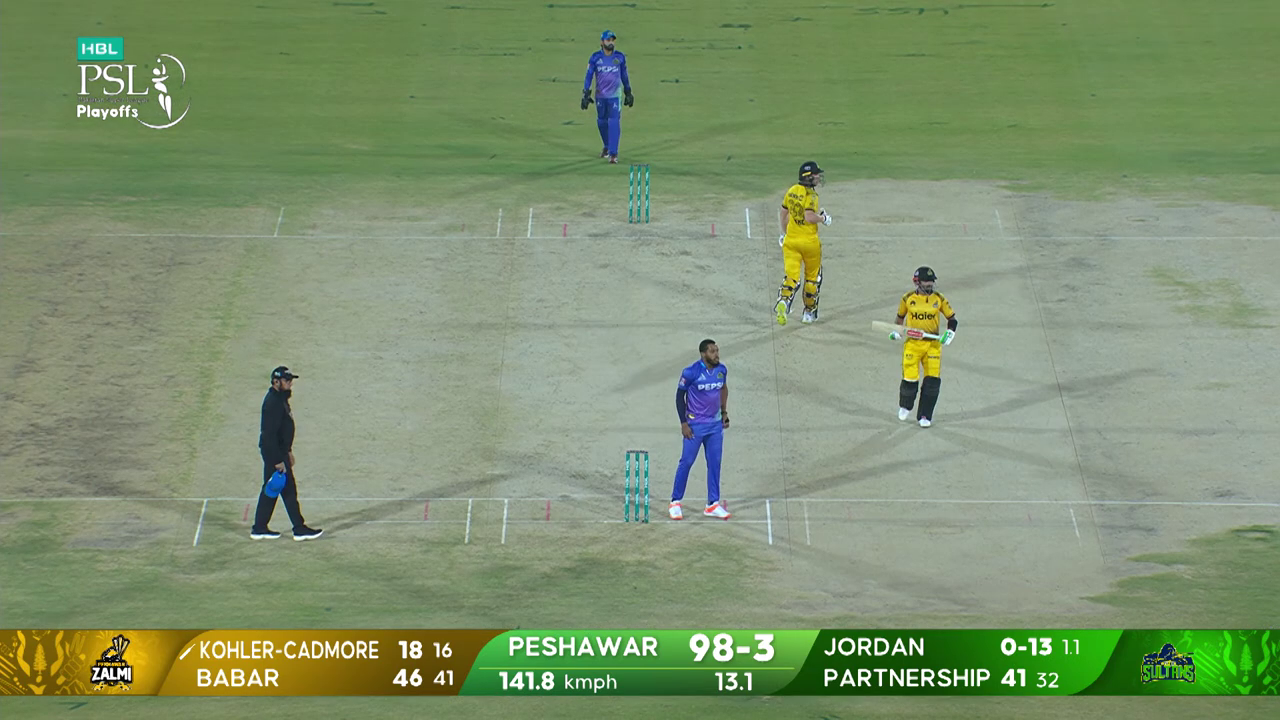 HBL
PSL
Playoffs
PEPSI
Haier
PEPSI
ZALMI
KOHLER-CADMORE 18 16
BABAR 46 41
PESHAWAR 98-3
141.8 kmph 13.1
JORDAN 0-13 1.1
PARTNERSHIP 41 32
SULTANS